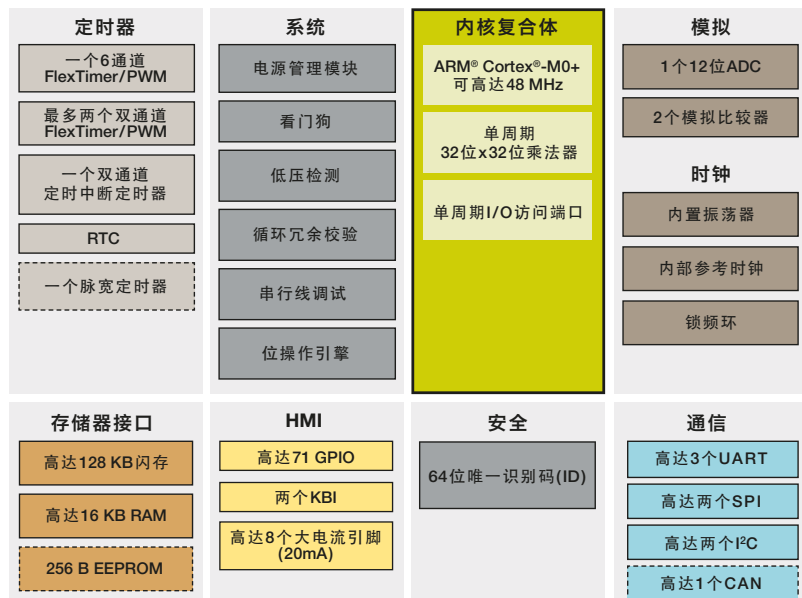 定时器
一个6通道
FlexTimer/PWM
最多两个双通道
FlexTimer/PWM
一个双通道
定时中断定时器
RTC
一个脉宽定时器
系统
电源管理模块
看门狗
低压检测
循环冗余校验
串行线调试
位操作引擎
内核复合体
ARM® Cortex®-M0+
可高达48 MHz
单周期
32位x32位乘法器
单周期I/O访问端口
模拟
1个12位ADC
2个模拟比较器
时钟
内置振荡器
内部参考时钟
锁频环
存储器接口
高达128 KB闪存
高达16 KB RAM
256 B EEPROM
HMI
高达71 GPIO
两个KBI
高达8个大电流引脚
(20mA)
安全
64位唯一识别码(ID)
通信
高达3个UART
高达两个SPI
高达两个I²C
高达1个CAN